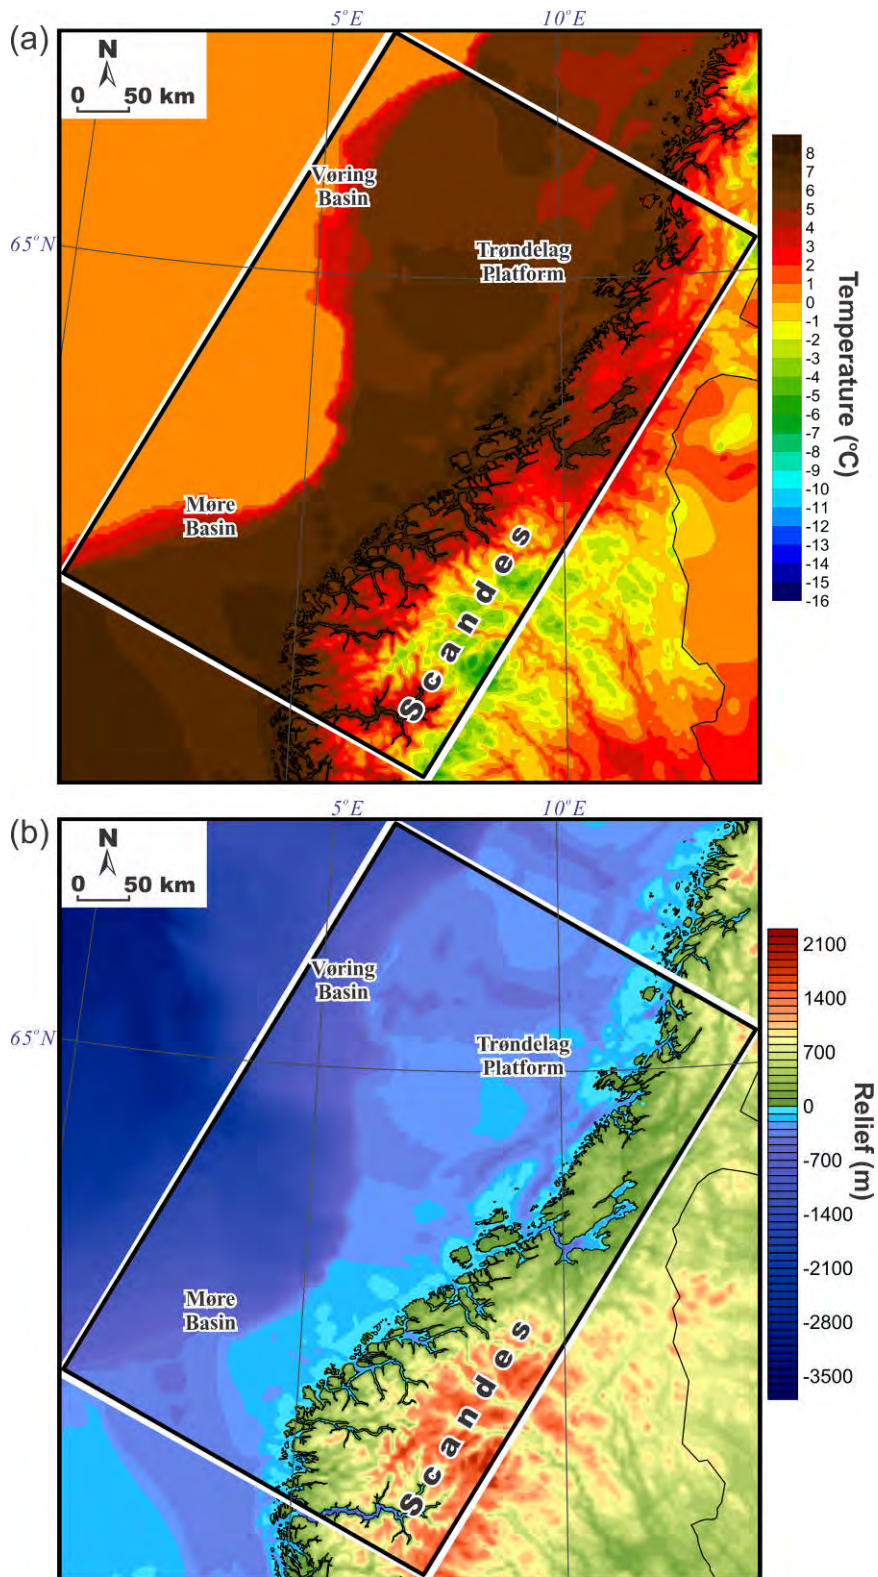 (a)
5°E
10°E
N
0 50 km
Vøring
Basin
65°N
Trøndelag
Platform
Møre
Basin
Scandes
8
7
6
5
4
3
2
1
0
-1
-2
-4
-5
-6
-7
-8
-9
-10
-11
-12
-13
-14
-15
-16
Temperature (°C)
(b)
5°E
10°E
N
0 50 km
Vøring
Basin
65°N
Trøndelag
Platform
Møre
Basin
Scandes
2100
1400
700
0
-700
-1400
-2100
-2800
-3500
Relief (m)